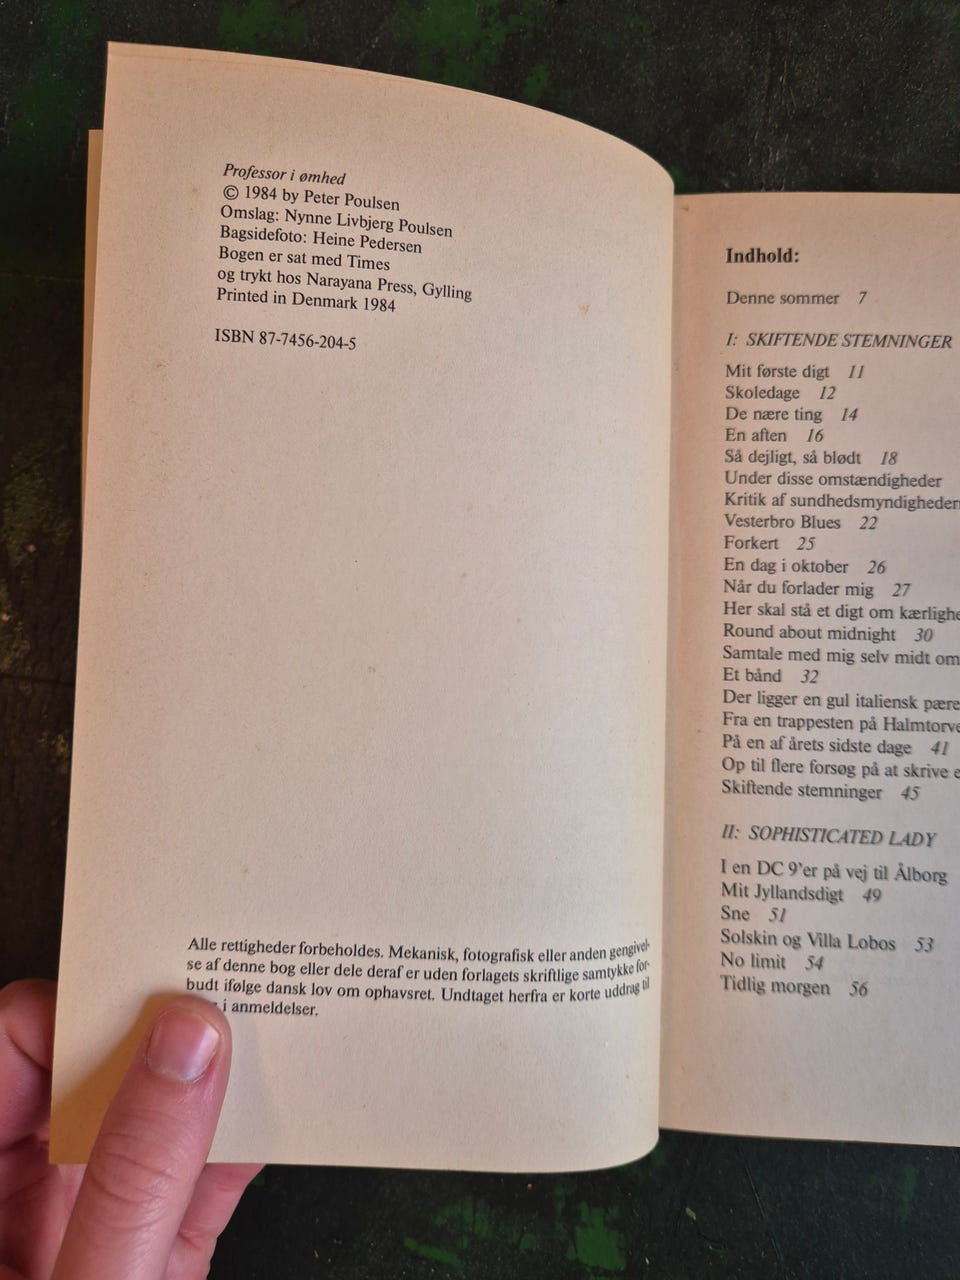 Professor i ømhed
© 1984 by Peter Poulsen
Omslag: Nynne Livbjerg Poulsen
Bagsidefoto: Heine Pedersen
Bogen er sat med Times
og trykt hos Narayana Press, Gylling
Printed in Denmark 1984
ISBN 87-7456-204-5
Alle rettigheder forbeholdes. Mekanisk, fotografisk eller anden gengivel-
se af denne bog eller dele deraf er uden forlagets skriftlige samtykke for-
budt ifølge dansk lov om ophavsret. Undtaget herfra er korte uddrag til
i anmeldelser.
Indhold:
Denne sommer 7
I: SKIFTENDE STEMNINGER
Mit første digt 11
Skoledage 12
De nære ting 14
En aften 16
Så dejligt, så blødt 18
Under disse omstændigheder
Kritik af
Vesterbro Blues 22
Forkert 25
En dag i oktober 26
Når du forlader mig 27
Her skal stå et digt om
Round about midnight 30
Samtale med mig selv midt om
Et bånd 32
Der ligger en gul italiensk pære
Fra en trappesten på
På en af årets sidste dage 41
Op til flere forsøg på at skrive
Skiftende stemninger 45
II: SOPHISTICATED LADY
I en DC 9'er på vej til Ålborg
Mit Jyllandsdigt 49
Sne 51
Solskin og Villa Lobos 53
No limit 54
Tidlig morgen 56